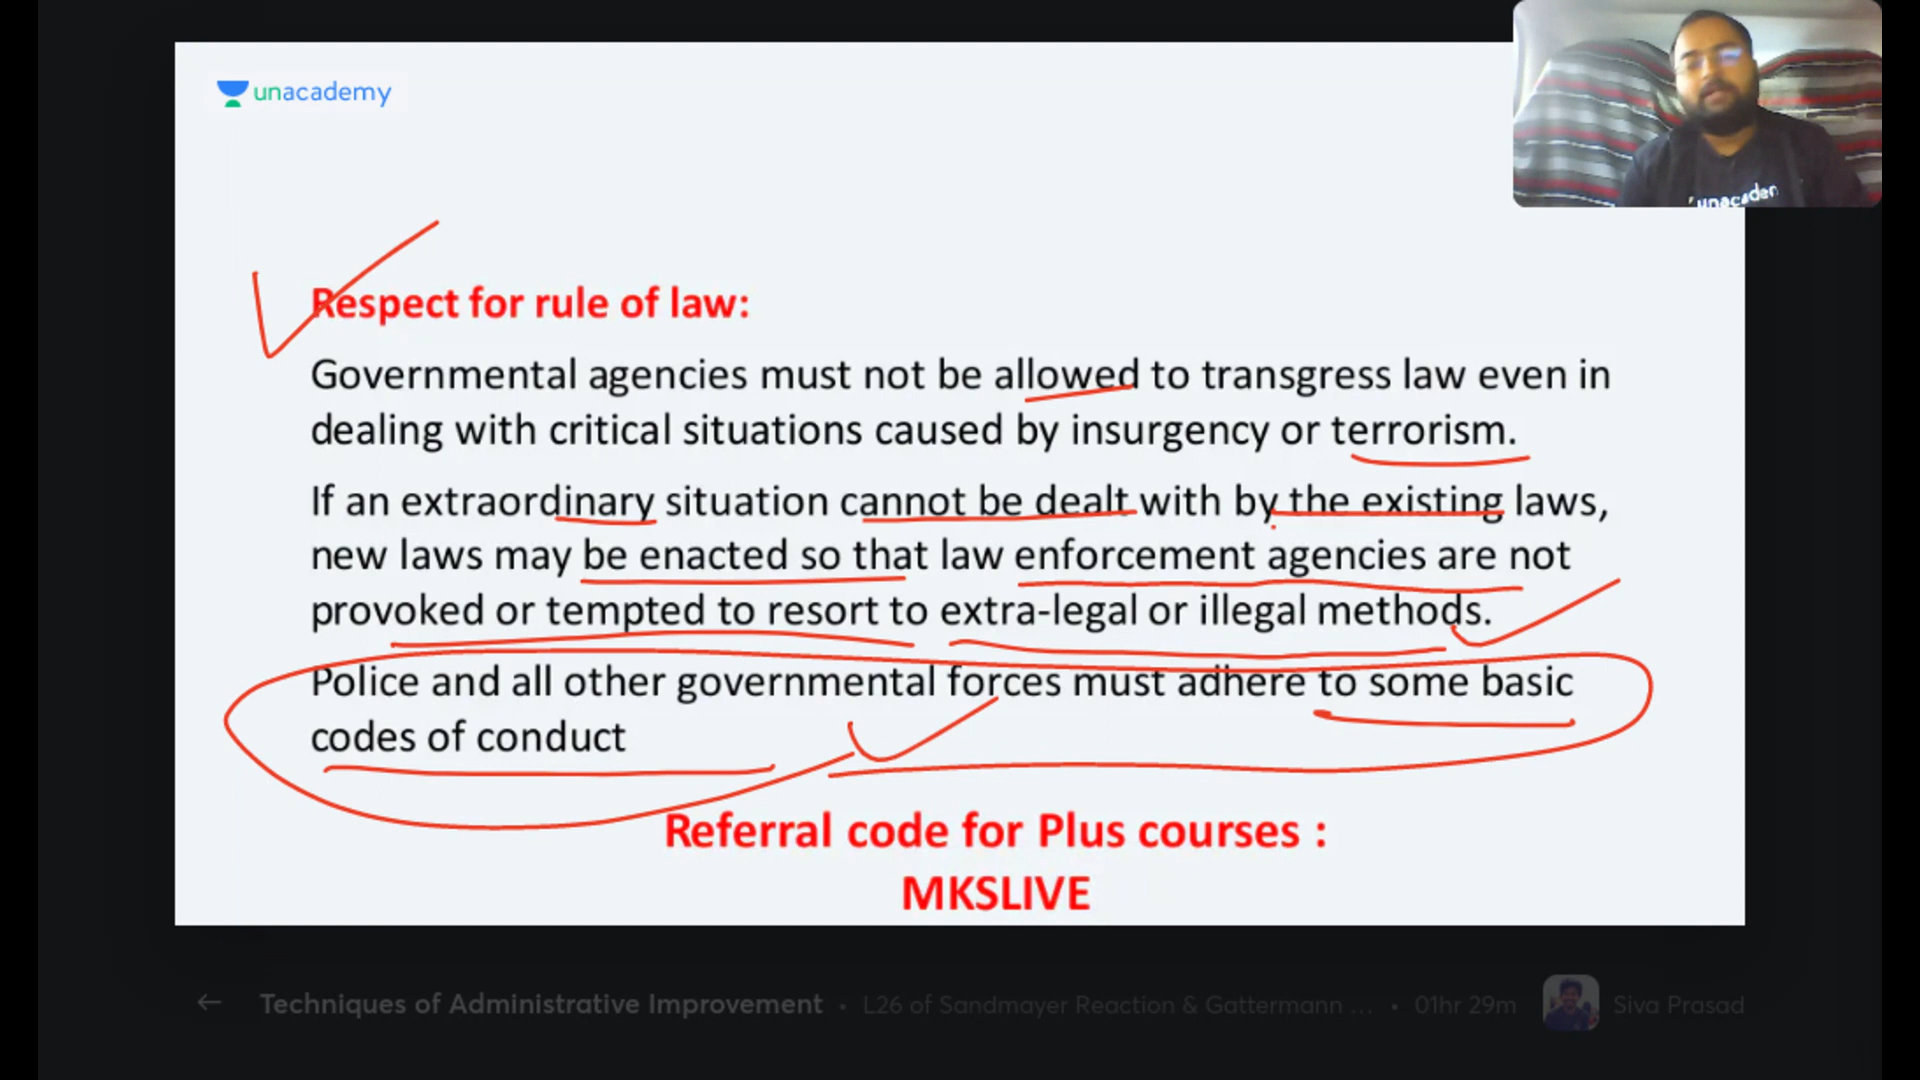 unacademy
unacaden
Respect for rule of law:
Governmental agencies must not be allowed to transgress law even in
dealing with critical situations caused by insurgency or terrorism.
If an extraordinary situation cannot be dealt with by the existing laws,
new laws may be enacted so that law enforcement agencies are not
provoked or tempted to resort to extra-legal or illegal methods.
Police and all other governmental forces must adhere to some basic
codes of conduct
Referral code for Plus courses :
MKSLIVE
← Techniques of Administrative Improvement • L26 of Sandmayer Reaction & Gattermann ... • 01hr 29m Siva Prasad